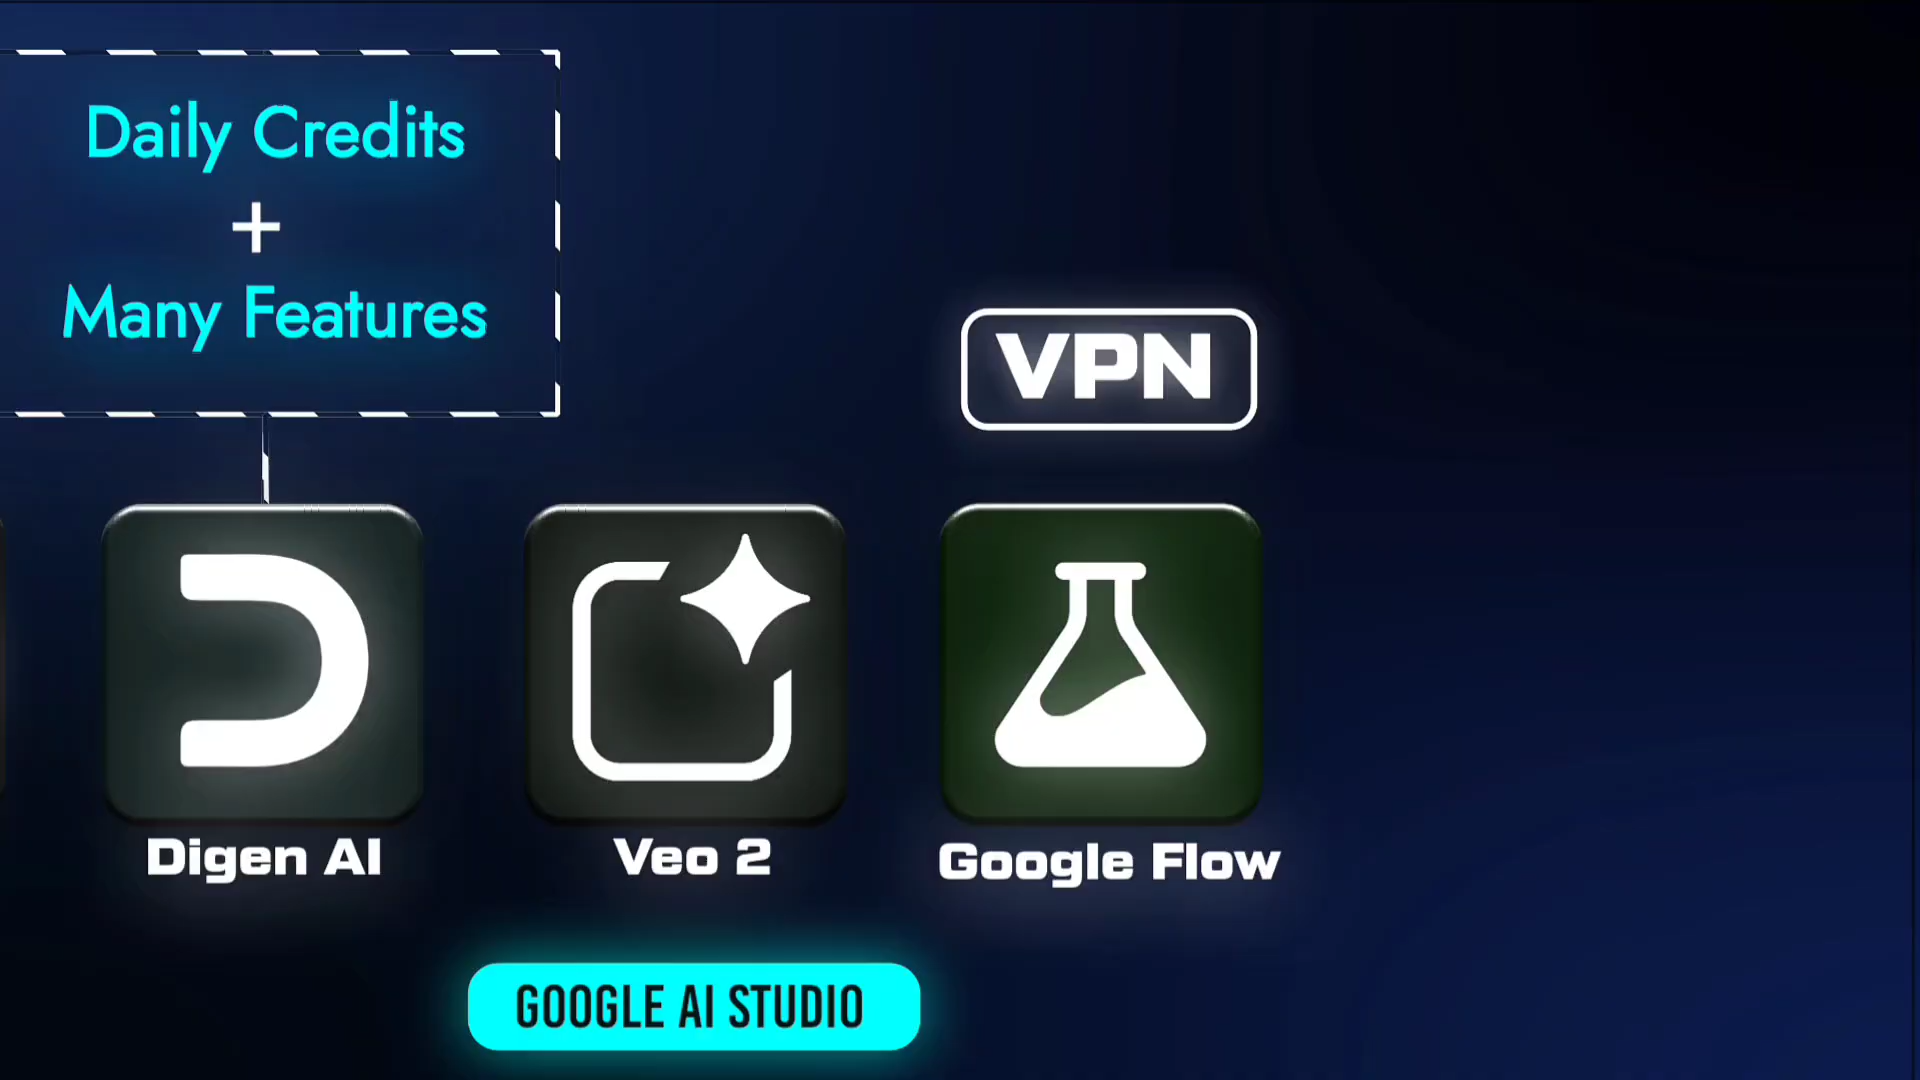 Daily Credits
+
Many Features
VPN
Digen AI
Veo 2
Google Flow
GOOGLE AI STUDIO